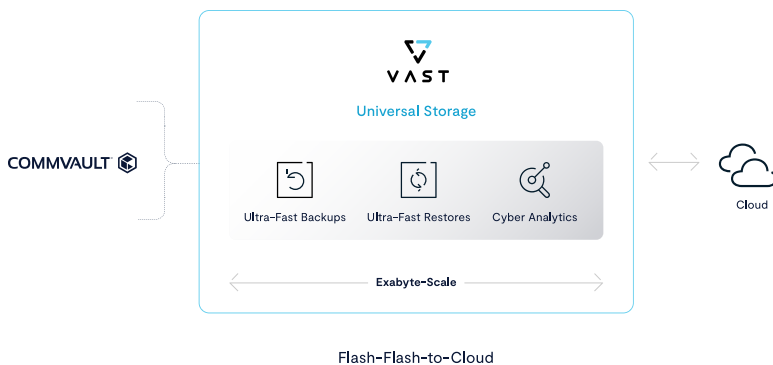 VAST
Universal Storage
COMMVAULT
Ultra-Fast Backups
Ultra-Fast Restores
Cyber Analytics
Cloud
Exabyte-Scale
Flash-Flash-to-Cloud